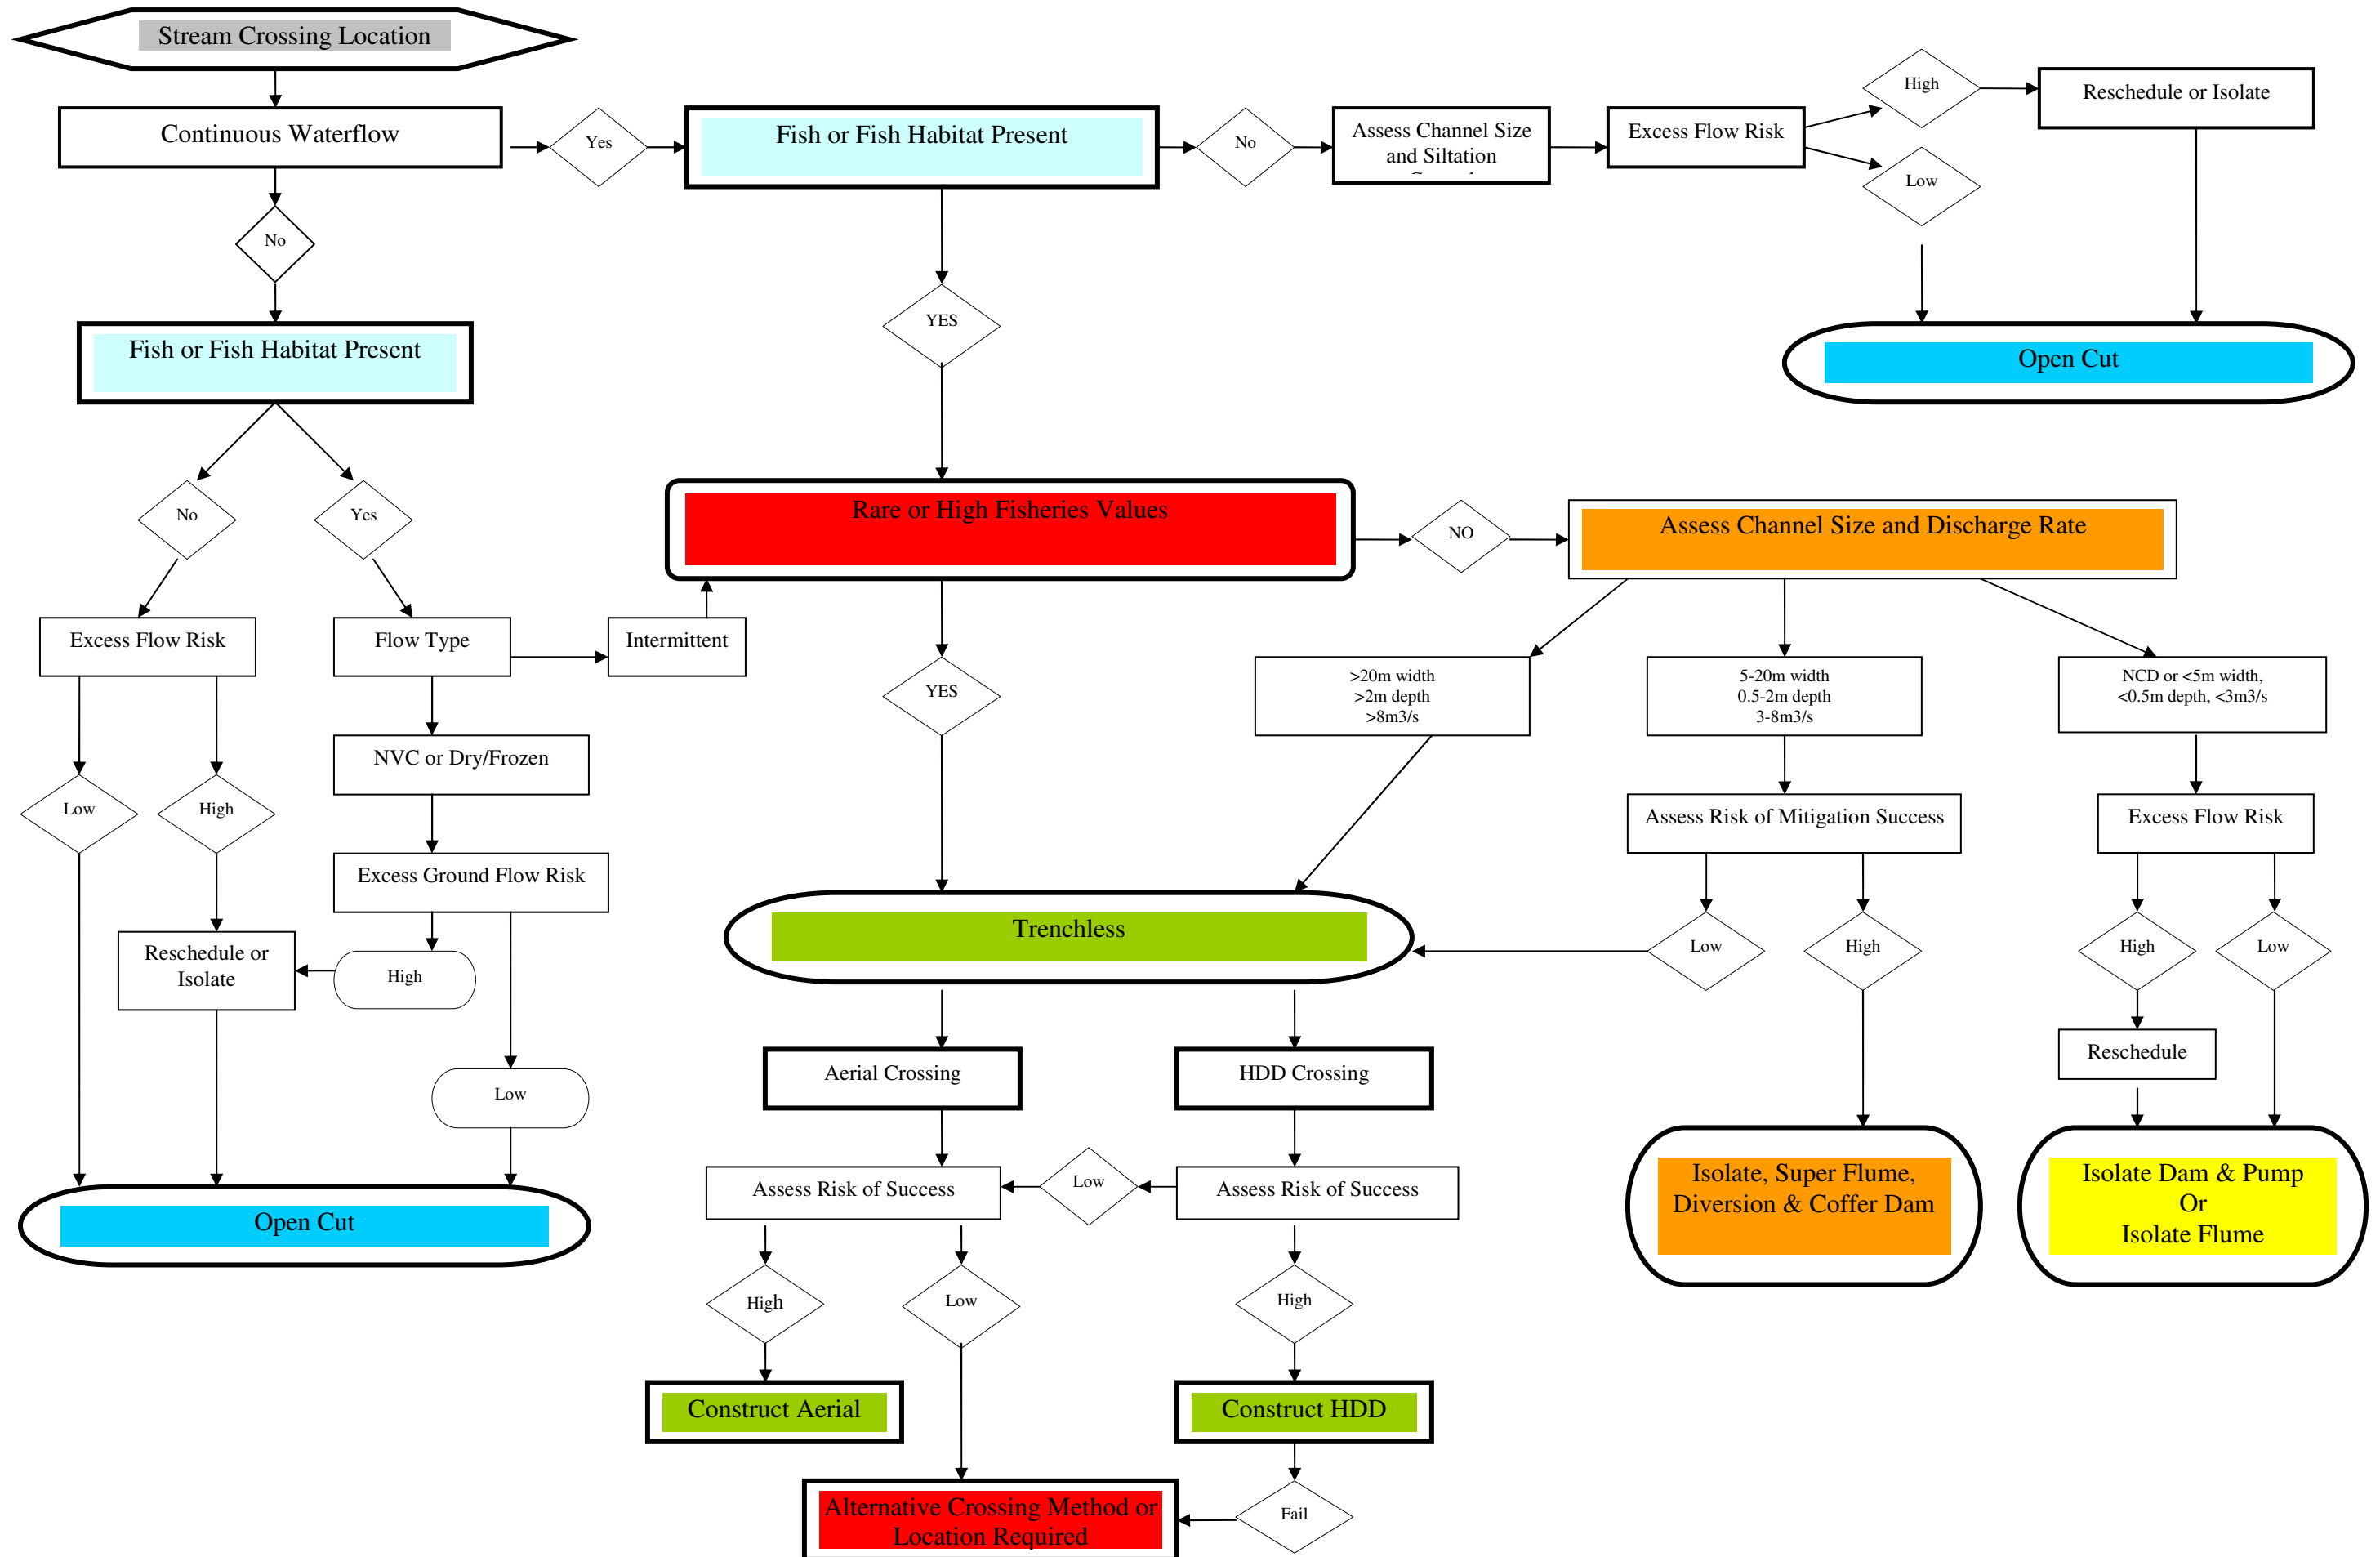 Stream Crossing Location
High
Reschedule or Isolate
Continuous Waterflow
Yes
Fish or Fish Habitat Present
No
Assess Channel Size
and Siltation
Excess Flow Risk
Low
No
YES
Fish or Fish Habitat Present
Open Cut
No
Yes
Rare or High Fisheries Values
NO
Assess Channel Size and Discharge Rate
Excess Flow Risk
Flow Type
Intermittent
YES
>20m width
>2m depth
>8m3/s
5-20m width
0.5-2m depth
3-8m3/s
NCD or <5m width,
<0.5m depth, <3m3/s
NVC or Dry/Frozen
Low
High
Assess Risk of Mitigation Success
Excess Flow Risk
Excess Ground Flow Risk
Reschedule or
Isolate
High
Trenchless
Low
High
High
Low
Reschedule
Low
Aerial Crossing
HDD Crossing
Assess Risk of Success
Low
Assess Risk of Success
Isolate, Super Flume,
Diversion & Coffer Dam
Isolate Dam & Pump
Or
Isolate Flume
Open Cut
High
Low
High
Construct Aerial
Construct HDD
Alternative Crossing Method or
Location Required
Fail